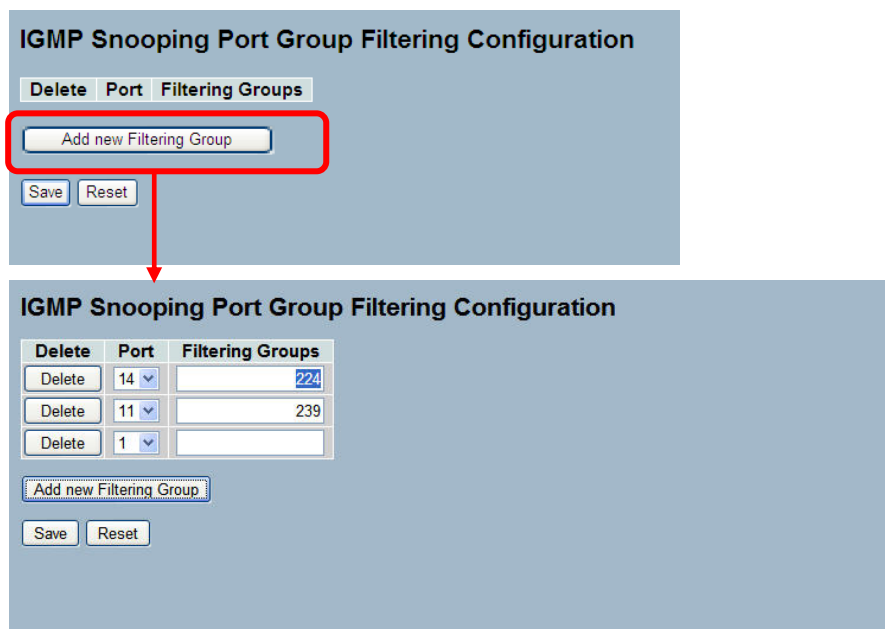 IGMP Snooping Port Group Filtering Configuration
Delete Port Filtering Groups
Add new Filtering Group
Save Reset
IGMP Snooping Port Group Filtering Configuration
Delete Port Filtering Groups
Delete 14 224
Delete 11 239
Delete 1
Add new Filtering Group
Save Reset